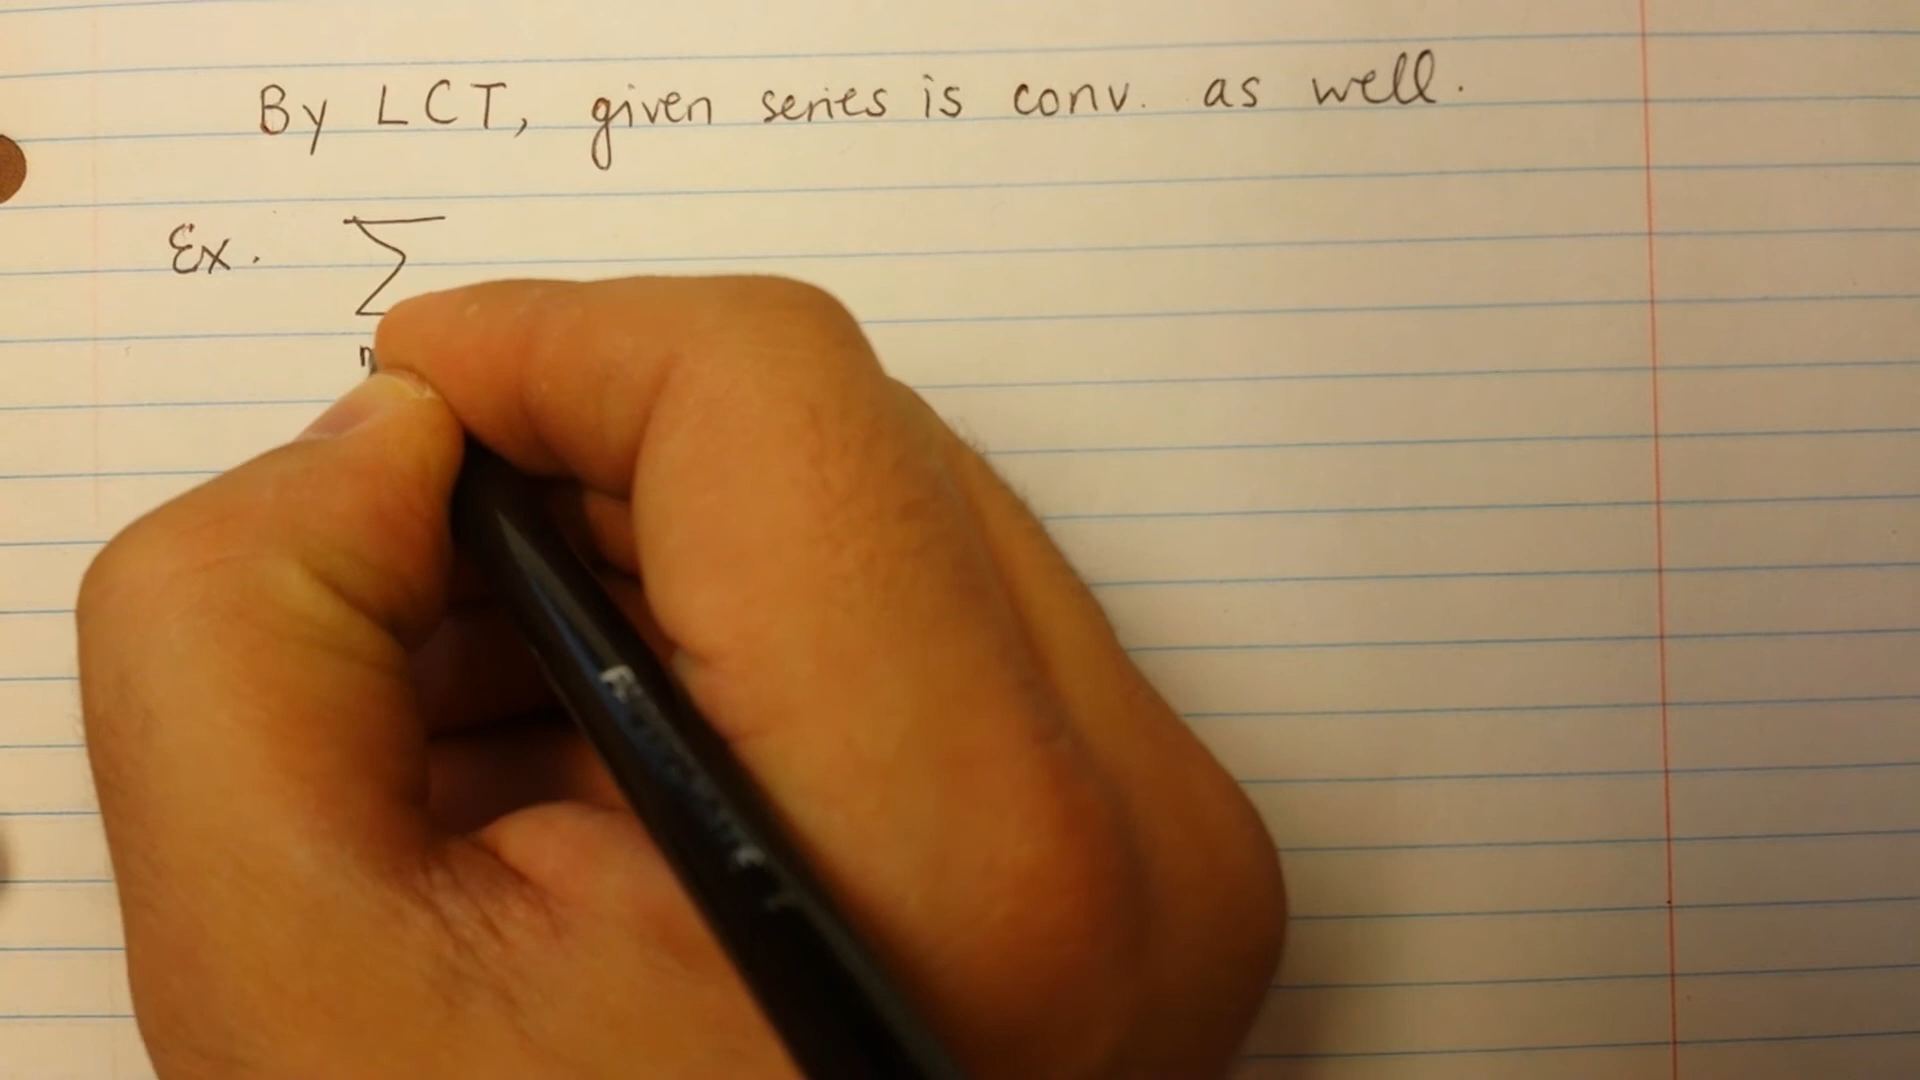 By LCT, given series is conv. as well.
Ex. ∑
n